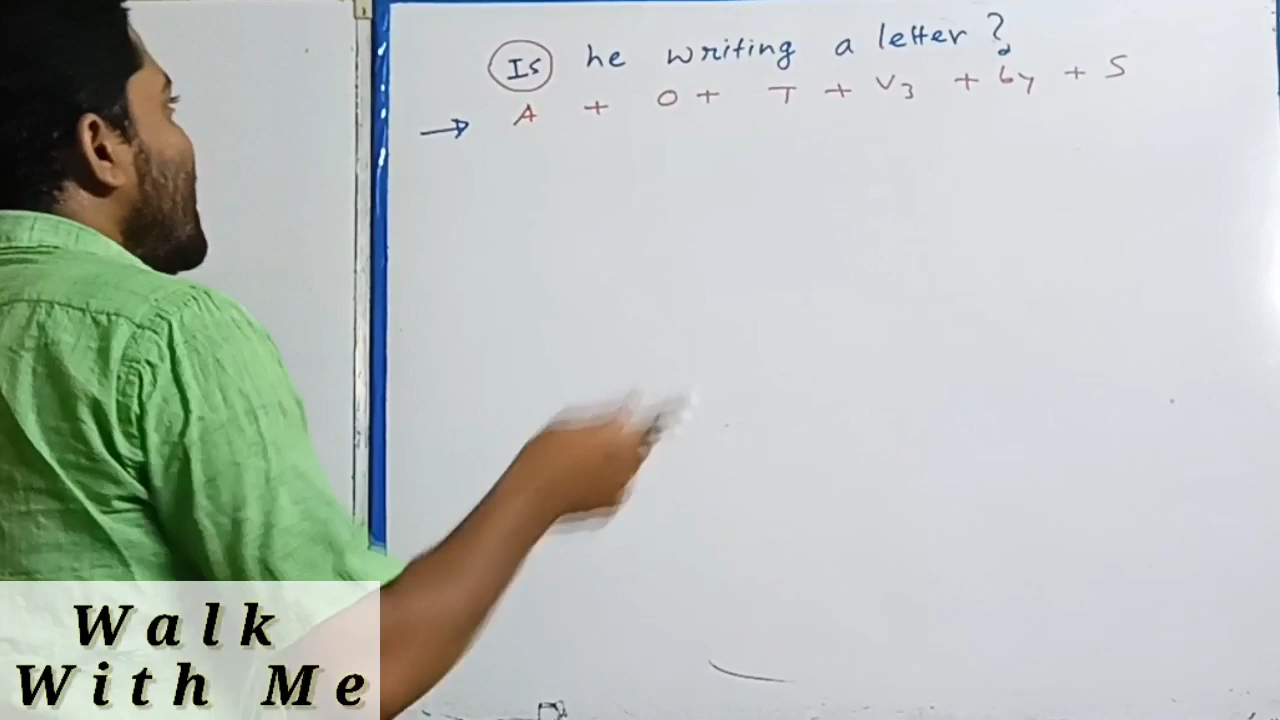 Is he writing a letter?
→ A + O + T + V3 + by + S
Walk
With Me